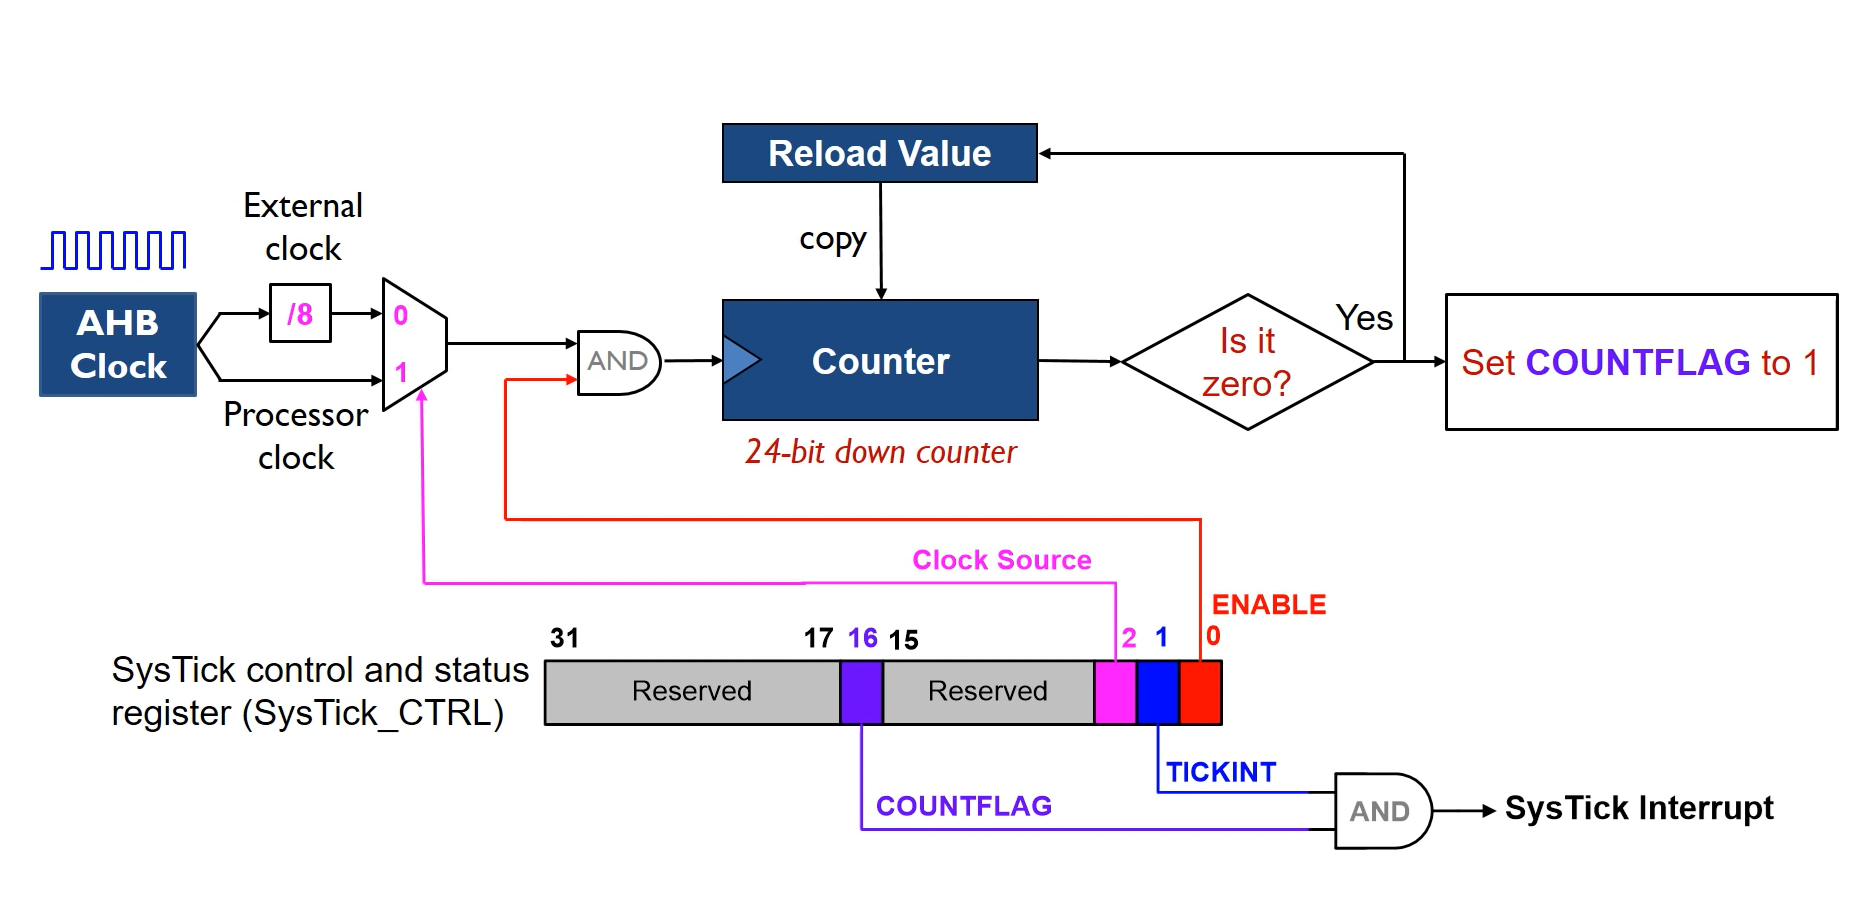 Reload Value
External
clock
copy
AHB
Clock
/8
0
1
Processor
clock
AND
Counter
24-bit down counter
Is it
zero?
Yes
Set COUNTFLAG to 1
Clock Source
ENABLE
31
17
16
15
2
1
0
SysTick control and status
register (SysTick_CTRL)
Reserved
Reserved
TICKINT
COUNTFLAG
AND
SysTick Interrupt